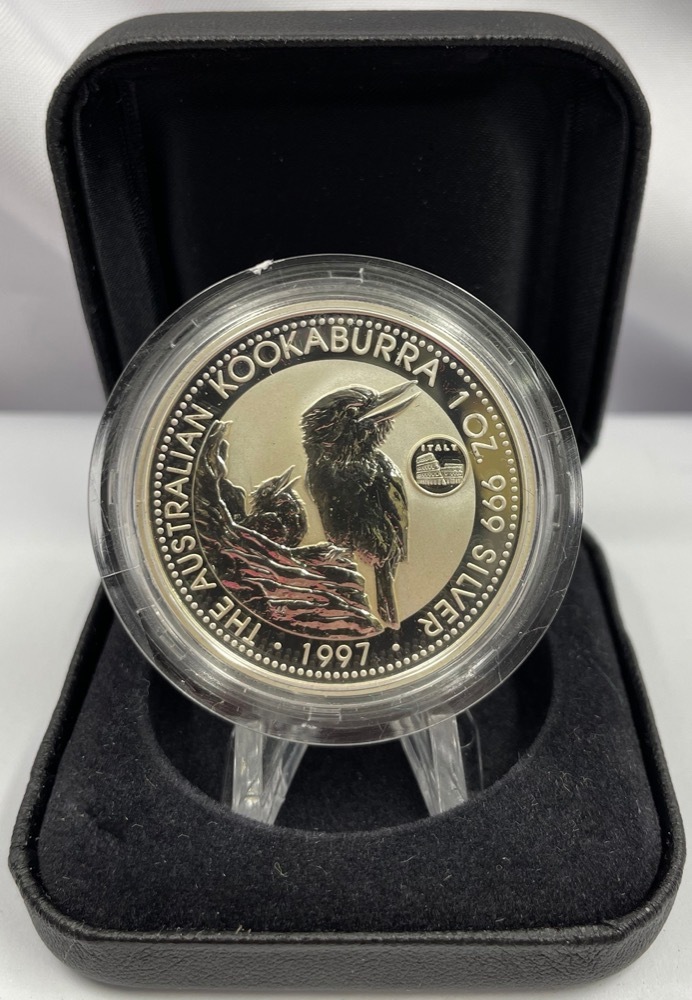 THE AUSTRALIAN KOOKABURRA 1 OZ. 999 SILVER
· 1997 ·
ITALY